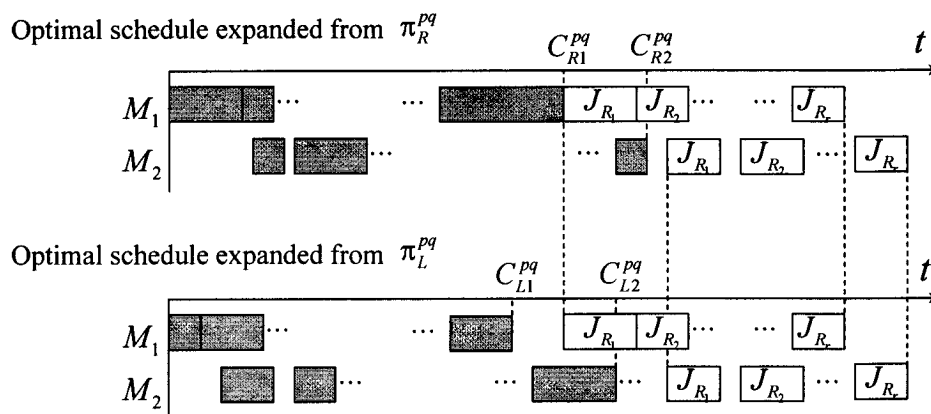 Optimal schedule expanded from π_R^{pq}
C_{R1}^{pq} C_{R2}^{pq} t
M_1 ... ... J_{R_1} J_{R_2} ... ... J_{R_r}
M_2 ... ... J_{R_1} J_{R_2} ... J_{R_r}
Optimal schedule expanded from π_L^{pq}
C_{L1}^{pq} C_{L2}^{pq} t
M_1 ... ... J_{R_1} J_{R_2} ... ... J_{R_r}
M_2 ... ... ... J_{R_1} J_{R_2} ... J_{R_r}